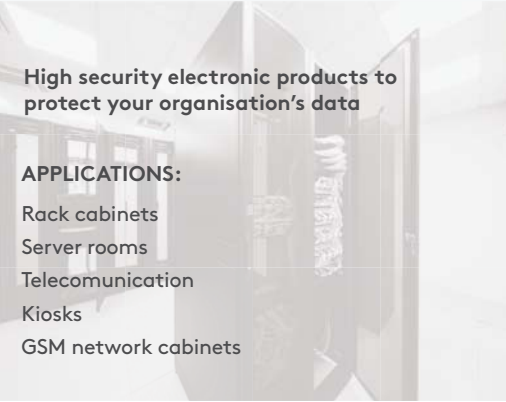 High security electronic products to
protect your organisation’s data
APPLICATIONS:
Rack cabinets
Server rooms
Telecomunication
Kiosks
GSM network cabinets